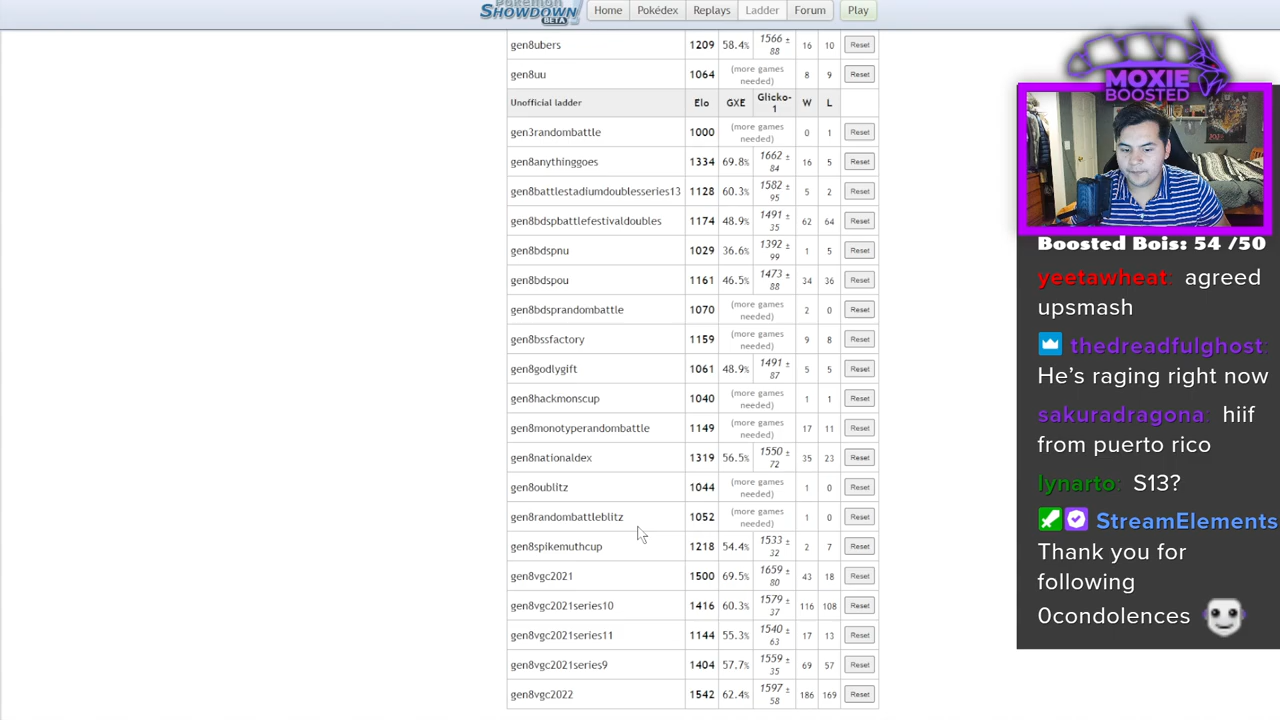 Pokémon
SHOWDOWN
BETA
Home Pokédex Replays Ladder Forum Play
gen8ubers 1209 58.4% 1566 ± 88 16 10 Reset
gen8uu 1064 (more games needed) 8 9 Reset
Unofficial ladder Elo GXE Glicko-1 W L
gen3randombattle 1000 (more games needed) 0 1 Reset
gen8anythinggoes 1334 69.8% 1662 ± 84 16 5 Reset
gen8battlestadiumdoublesseries13 1128 60.3% 1582 ± 95 5 2 Reset
gen8bdspbattlefestivaldoubles 1174 48.9% 1491 ± 35 62 64 Reset
gen8bdspnu 1029 36.6% 1392 ± 99 1 5 Reset
gen8bdspou 1161 46.5% 1473 ± 88 34 36 Reset
gen8bdsprandombattle 1070 (more games needed) 2 0 Reset
gen8bssfactory 1159 (more games needed) 9 8 Reset
gen8godlygift 1061 48.9% 1491 ± 87 5 5 Reset
gen8hackmonscup 1040 (more games needed) 1 1 Reset
gen8monotyperandombattle 1149 (more games needed) 17 11 Reset
gen8nationaldex 1319 56.5% 1550 ± 72 35 23 Reset
gen8oublitz 1044 (more games needed) 1 0 Reset
gen8randombattleblitz 1052 (more games needed) 1 0 Reset
gen8spikemuthcup 1218 54.4% 1533 ± 32 2 7 Reset
gen8vgc2021 1500 69.5% 1659 ± 80 43 18 Reset
gen8vgc2021series10 1416 60.3% 1579 ± 37 116 108 Reset
gen8vgc2021series11 1144 55.3% 1540 ± 63 17 13 Reset
gen8vgc2021series9 1404 57.7% 1559 ± 35 69 57 Reset
gen8vgc2022 1542 62.4% 1597 ± 58 186 169 Reset
MOXIE
BOOSTED
Boosted Bois: 54 /50
yeetawheat: agreed
upsmash
thedreadfulghost:
He's raging right now
sakuradragona: hiif
from puerto rico
lynarto: S13?
StreamElements
Thank you for
following
0condolences